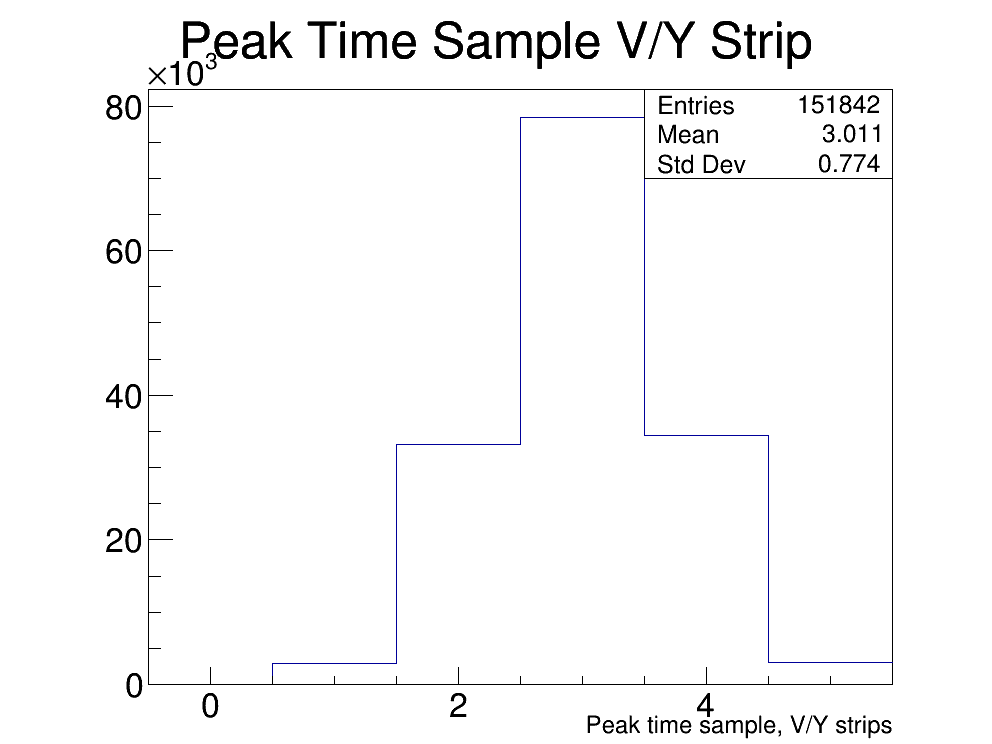 Peak Time Sample V/Y Strip
×10³
80
60
40
20
0
Entries 151842
Mean 3.011
Std Dev 0.774
0 2 4
Peak time sample, V/Y strips